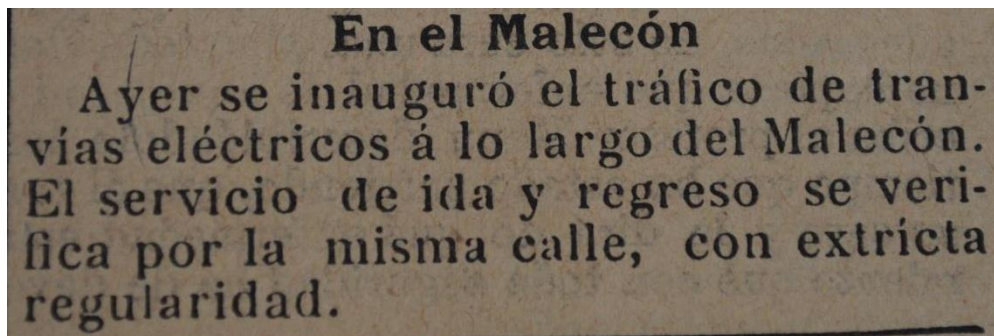 En el Malecón
Ayer se inauguró el tráfico de tran-
vías eléctricos á lo largo del Malecón.
El servicio de ida y regreso se veri-
fica por la misma calle, con extrícta
regularidad.